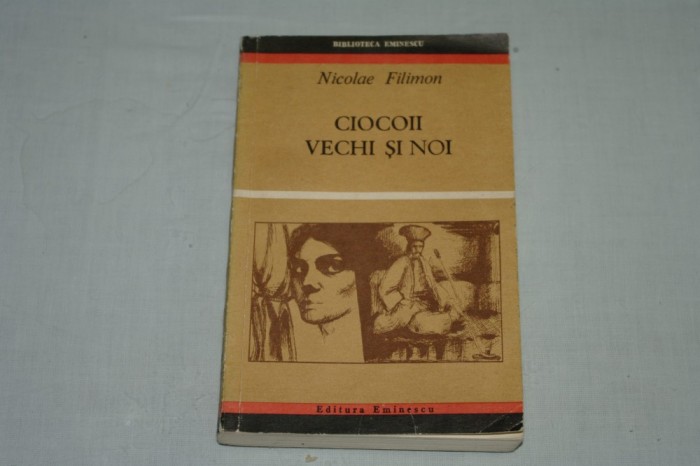 BIBLIOTECA EMINESCU
Nicolae Filimon
CIOCOII
VECHI ȘI NOI
Editura Eminescu